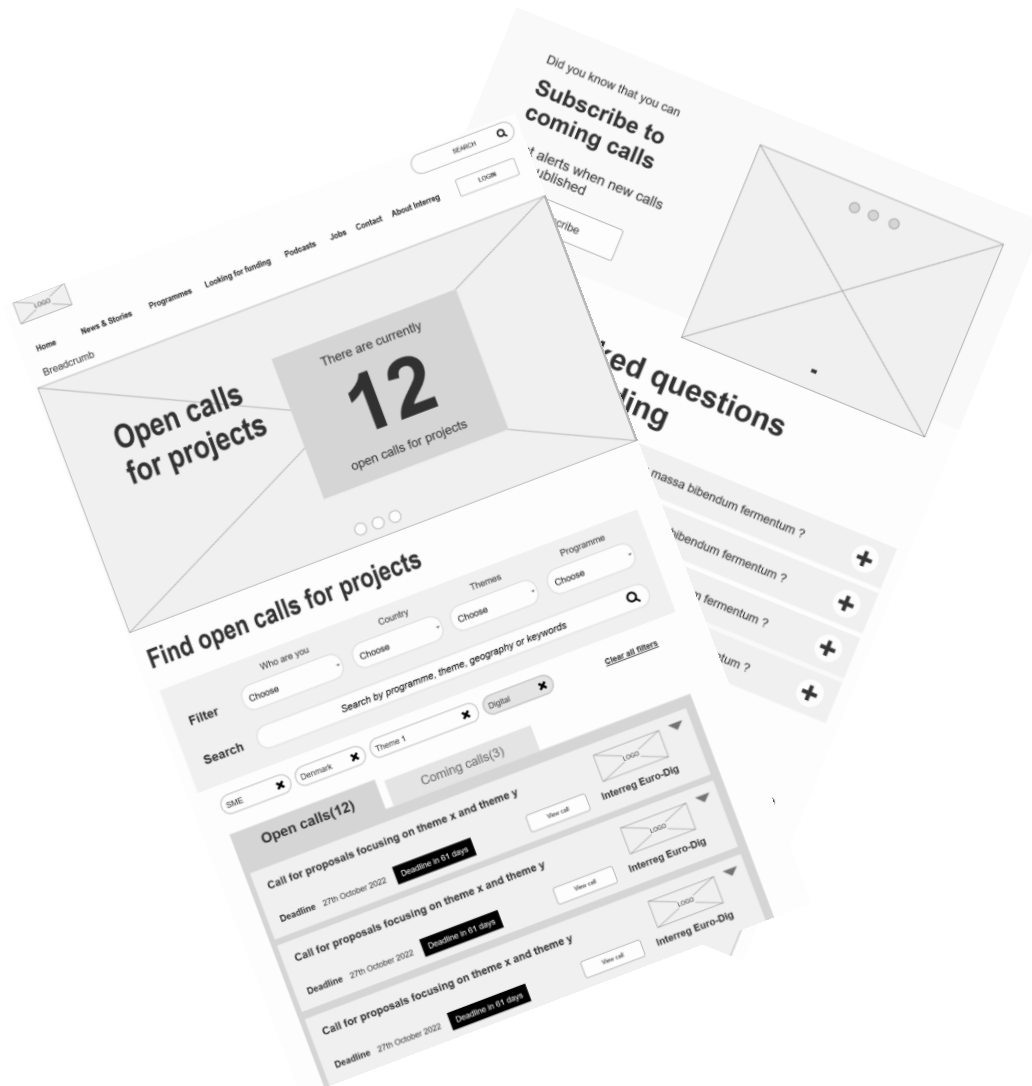 SEARCH
LOGIN
LOGO
Home
News & Stories
Programmes
Looking for funding
Podcasts
Jobs
Contact
About Interreg
Breadcrumb
Open calls
for projects
There are currently
12
open calls for projects
Find open calls for projects
Filter
Who are you
Choose
Country
Choose
Themes
Choose
Programme
Choose
Search
Search by programme, theme, geography or keywords
Clear all filters
SME
Denmark
Theme 1
Digital
Open calls(12)
Coming calls(3)
Call for proposals focusing on theme x and theme y
Deadline 27th October 2022 Deadline in 61 days
View call
LOGO
Interreg Euro-Dig
Call for proposals focusing on theme x and theme y
Deadline 27th October 2022 Deadline in 61 days
View call
LOGO
Interreg Euro-Dig
Call for proposals focusing on theme x and theme y
Deadline 27th October 2022 Deadline in 61 days
View call
LOGO
Interreg Euro-Dig
Did you know that you can
Subscribe to
coming calls
alerts when new calls
ublished
cribe
ked questions
ding
massa bibendum fermentum ?
bibendum fermentum ?
fermentum ?
tum ?